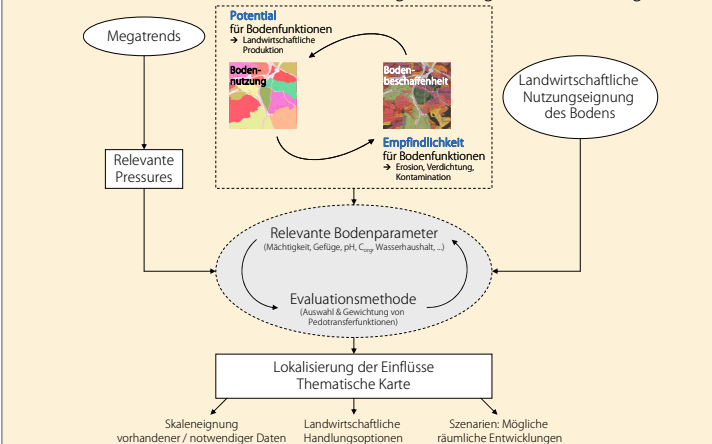 Potential
für Bodenfunktionen
→ Landwirtschaftliche
Produktion
Megatrends
Boden-
nutzung
Boden-
beschaffenheit
Landwirtschaftliche
Nutzungseignung
des Bodens
Empfindlichkeit
für Bodenfunktionen
→ Erosion, Verdichtung,
Kontamination
Relevante
Pressures
Relevante Bodenparameter
(Mächtigkeit, Gefüge, pH, Corg, Wasserhaushalt, ...)
Evaluationsmethode
(Auswahl & Gewichtung von
Pedotransferfunktionen)
Lokalisierung der Einflüsse
Thematische Karte
Skaleneignung
vorhandener / notwendiger Daten
Landwirtschaftliche
Handlungsoptionen
Szenarien: Mögliche
räumliche Entwicklungen